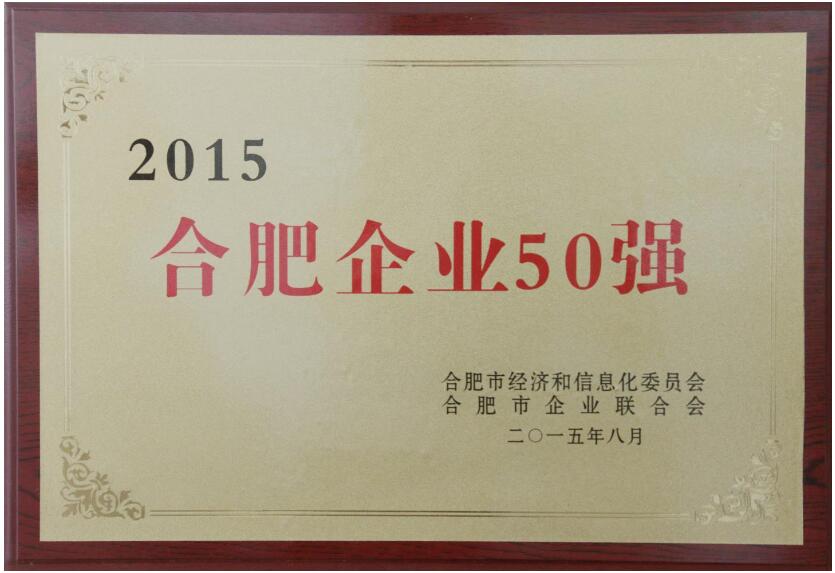 2015
合肥企业50强
合肥市经济和信息化委员会
合肥市企业联合会
二〇一五年八月